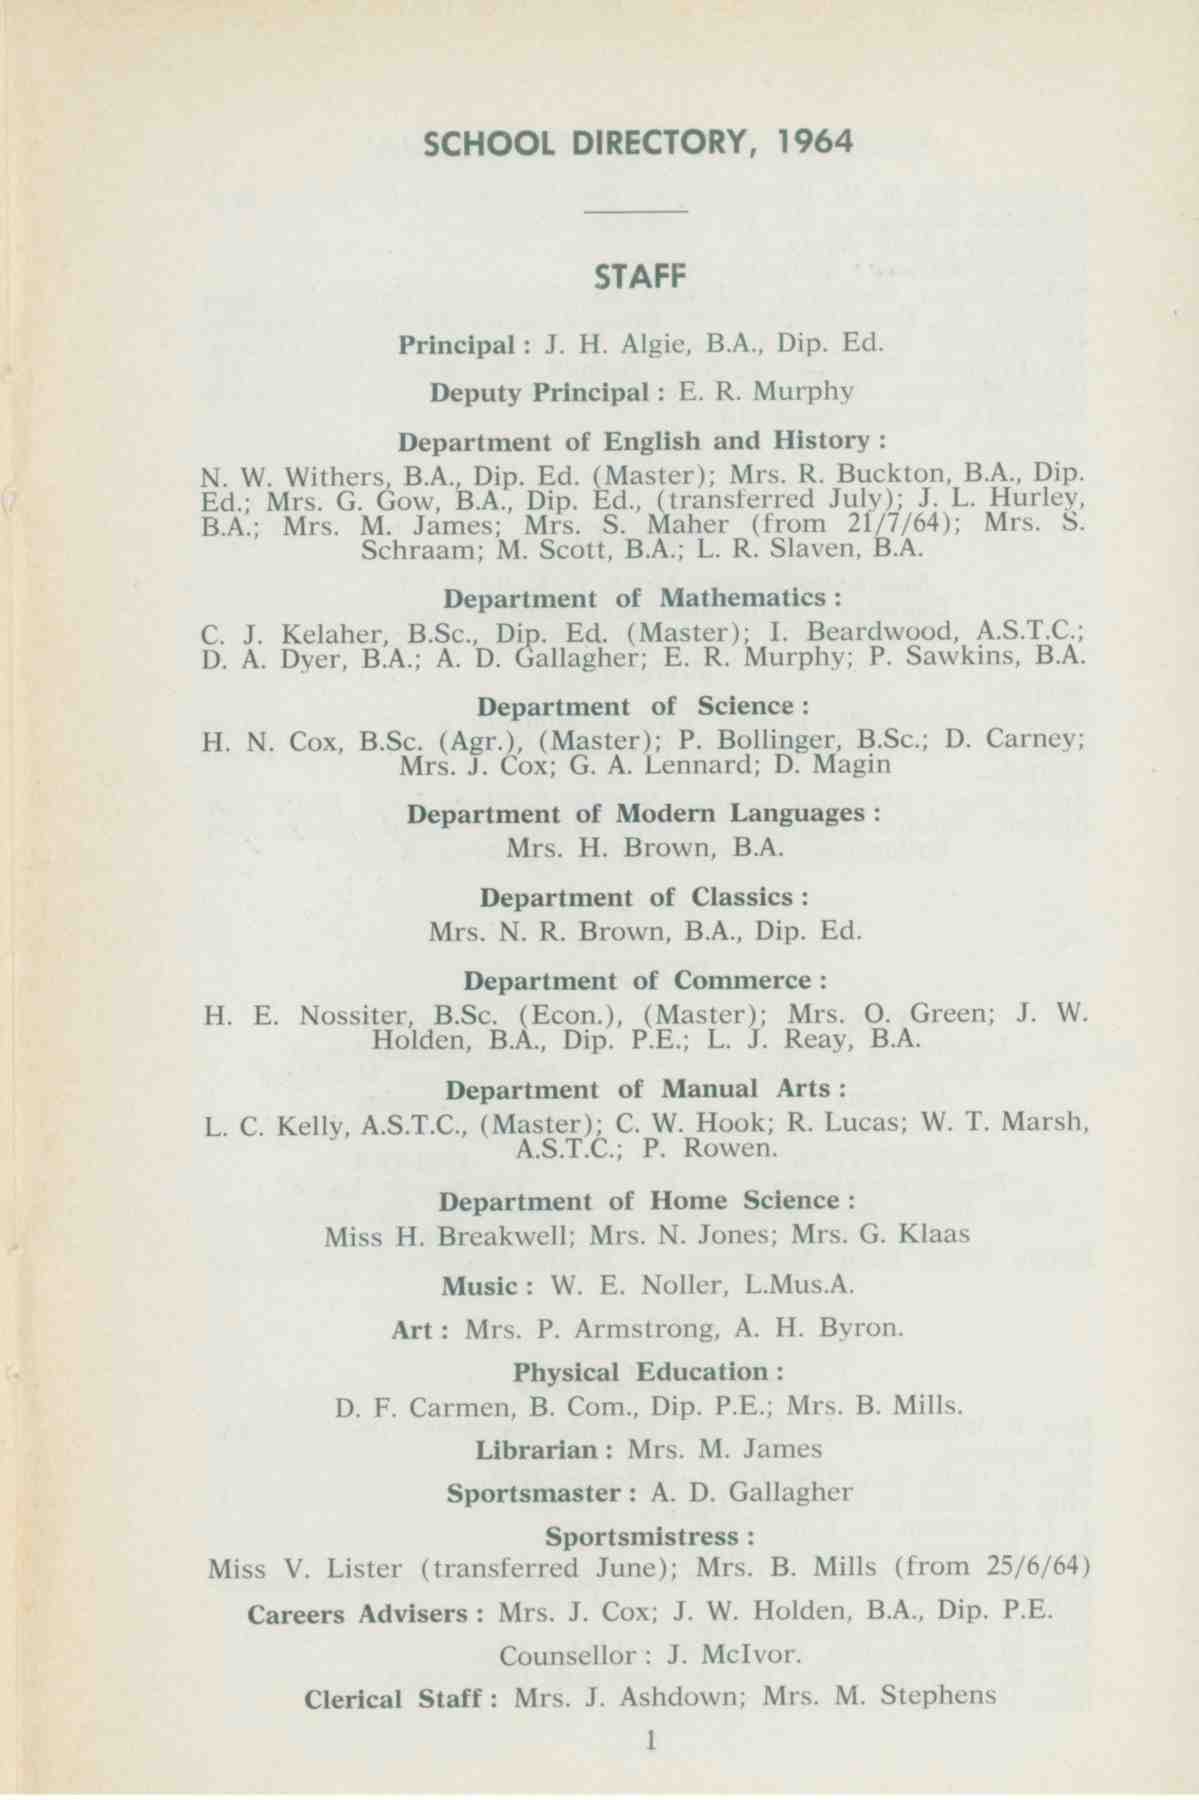 SCHOOL DIRECTORY, 1964
STAFF
Principal : J. H. Algie, B.A., Dip. Ed.
Deputy Principal : E. R. Murphy
Department of English and History :
N. W. Withers, B.A., Dip. Ed. (Master); Mrs. R. Buckton, B.A., Dip.
Ed.; Mrs. G. Gow, B.A., Dip. Ed., (transferred July); J. L. Hurley,
B.A.; Mrs. M. James; Mrs. S. Maher (from 21/7/64); Mrs. S.
Schraam; M. Scott, B.A.; L. R. Slaven, B.A.
Department of Mathematics :
C. J. Kelaher, B.Sc., Dip. Ed. (Master); I. Beardwood, A.S.T.C.;
D. A. Dyer, B.A.; A. D. Gallagher; E. R. Murphy; P. Sawkins, B.A.
Department of Science :
H. N. Cox, B.Sc. (Agr.), (Master); P. Bollinger, B.Sc.; D. Carney;
Mrs. J. Cox; G. A. Lennard; D. Magin
Department of Modern Languages :
Mrs. H. Brown, B.A.
Department of Classics :
Mrs. N. R. Brown, B.A., Dip. Ed.
Department of Commerce :
H. E. Nossiter, B.Sc. (Econ.), (Master); Mrs. O. Green; J. W.
Holden, B.A., Dip. P.E.; L. J. Reay, B.A.
Department of Manual Arts :
L. C. Kelly, A.S.T.C., (Master); C. W. Hook; R. Lucas; W. T. Marsh,
A.S.T.C.; P. Rowen.
Department of Home Science :
Miss H. Breakwell; Mrs. N. Jones; Mrs. G. Klaas
Music : W. E. Noller, L.Mus.A.
Art : Mrs. P. Armstrong, A. H. Byron.
Physical Education :
D. F. Carmen, B. Com., Dip. P.E.; Mrs. B. Mills.
Librarian : Mrs. M. James
Sportsmaster : A. D. Gallagher
Sportsmistress :
Miss V. Lister (transferred June); Mrs. B. Mills (from 25/6/64)
Careers Advisers : Mrs. J. Cox; J. W. Holden, B.A., Dip. P.E.
Counsellor : J. McIvor.
Clerical Staff : Mrs. J. Ashdown; Mrs. M. Stephens
1